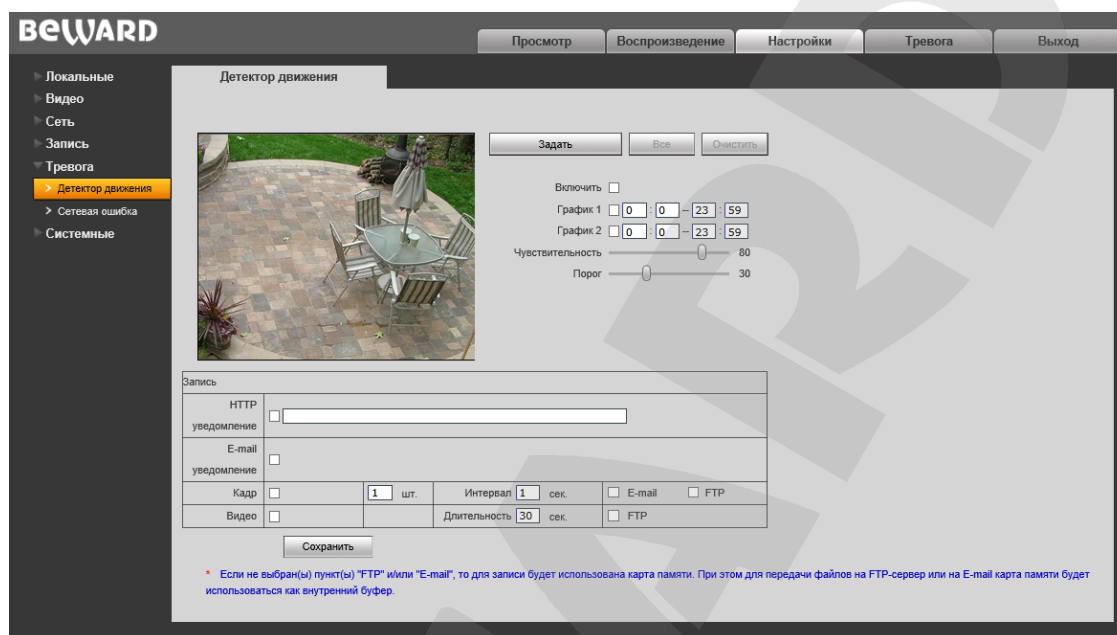 BEWARD
Просмотр Воспроизведение Настройки Тревога Выход
Локальные
Видео
Сеть
Запись
Тревога
Детектор движения
Сетевая ошибка
Системные
Детектор движения
Задать Все Очистить
Включить
График 1 0 : 0 -- 23 : 59
График 2 0 : 0 -- 23 : 59
Чувствительность 80
Порог 30
Запись
HTTP
уведомление
E-mail
уведомление
Кадр 1 шт. Интервал 1 сек. E-mail FTP
Видео Длительность 30 сек. FTP
Сохранить
* Если не выбран(ы) пункт(ы) "FTP" и/или "E-mail", то для записи будет использована карта памяти. При этом для передачи файлов на FTP-сервер или на E-mail карта памяти будет
использоваться как внутренний буфер.